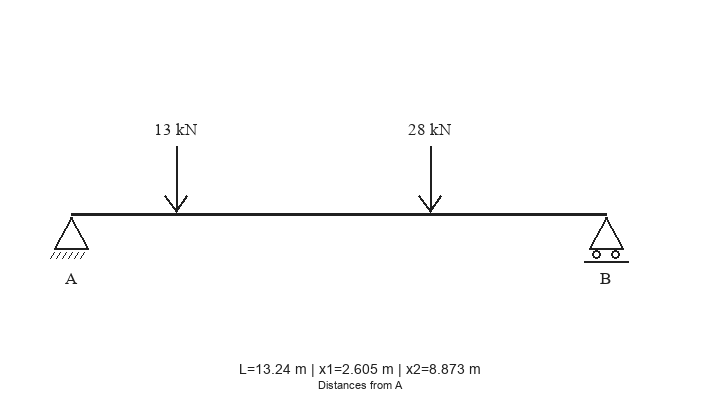 13 kN 28 kN
A B
L=13.24 m | x1=2.605 m | x2=8.873 m
Distances from A